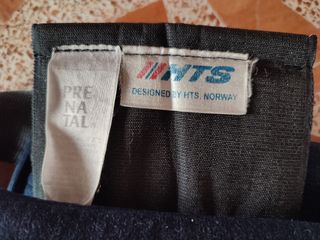 PRE
NA
TAL
HTS
DESIGNED BY HTS, NORWAY